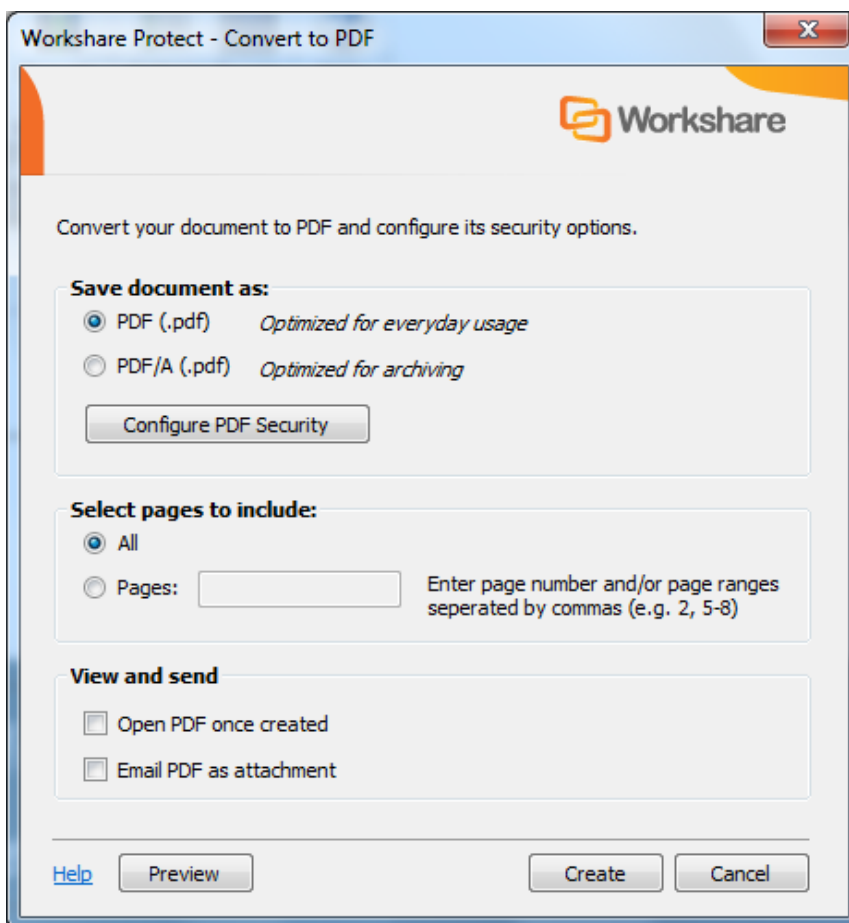 Workshare Protect - Convert to PDF
Workshare
Convert your document to PDF and configure its security options.
Save document as:
PDF (.pdf) Optimized for everyday usage
PDF/A (.pdf) Optimized for archiving
Configure PDF Security
Select pages to include:
All
Pages: Enter page number and/or page ranges
seperated by commas (e.g. 2, 5-8)
View and send
Open PDF once created
Email PDF as attachment
Help Preview Create Cancel